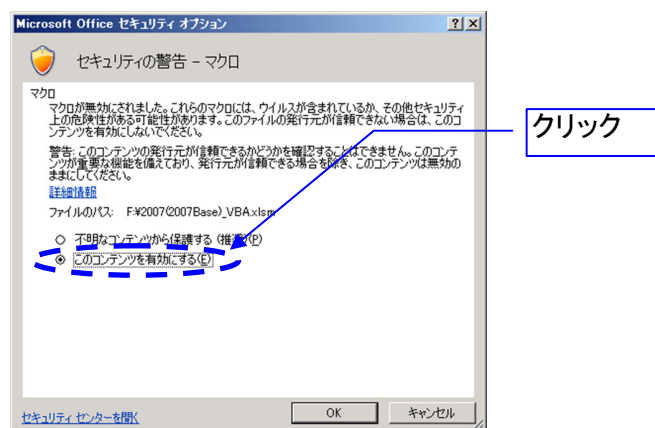 Microsoft Office セキュリティ オプション
セキュリティの警告 - マクロ
マクロ
マクロが無効にされました。これらのマクロには、ウイルスが含まれているか、その他セキュリティ
上の危険性がある可能性があります。このファイルの発行元が信頼できない場合は、このコ
ンテンツを有効にしないでください。
警告: このコンテンツの発行元が信頼できるかどうかを確認することはできません。このコンテ
ンツが重要な機能を備えており、発行元が信頼できる場合を除き、このコンテンツは無効の
ままにしてください。
詳細情報
ファイルのパス: F:¥2007(2007Base)_VBA.xlsm
不明なコンテンツから保護する (推奨)(P)
このコンテンツを有効にする(E)
セキュリティ センターを開く
OK
キャンセル
クリック